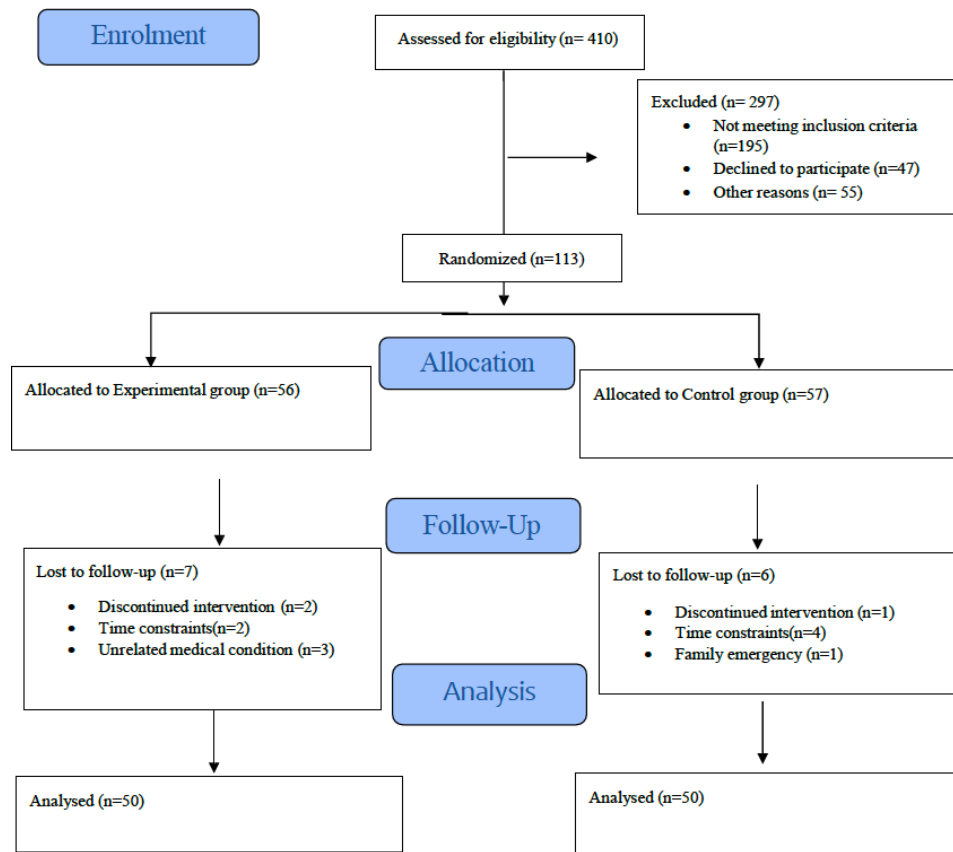 Enrolment
Assessed for eligibility (n= 410)
Excluded (n= 297)
• Not meeting inclusion criteria
(n=195)
• Declined to participate (n=47)
• Other reasons (n= 55)
Randomized (n=113)
Allocation
Allocated to Experimental group (n=56)
Allocated to Control group (n=57)
Follow-Up
Lost to follow-up (n=7)
• Discontinued intervention (n=2)
• Time constraints(n=2)
• Unrelated medical condition (n=3)
Lost to follow-up (n=6)
• Discontinued intervention (n=1)
• Time constraints(n=4)
• Family emergency (n=1)
Analysis
Analysed (n=50)
Analysed (n=50)